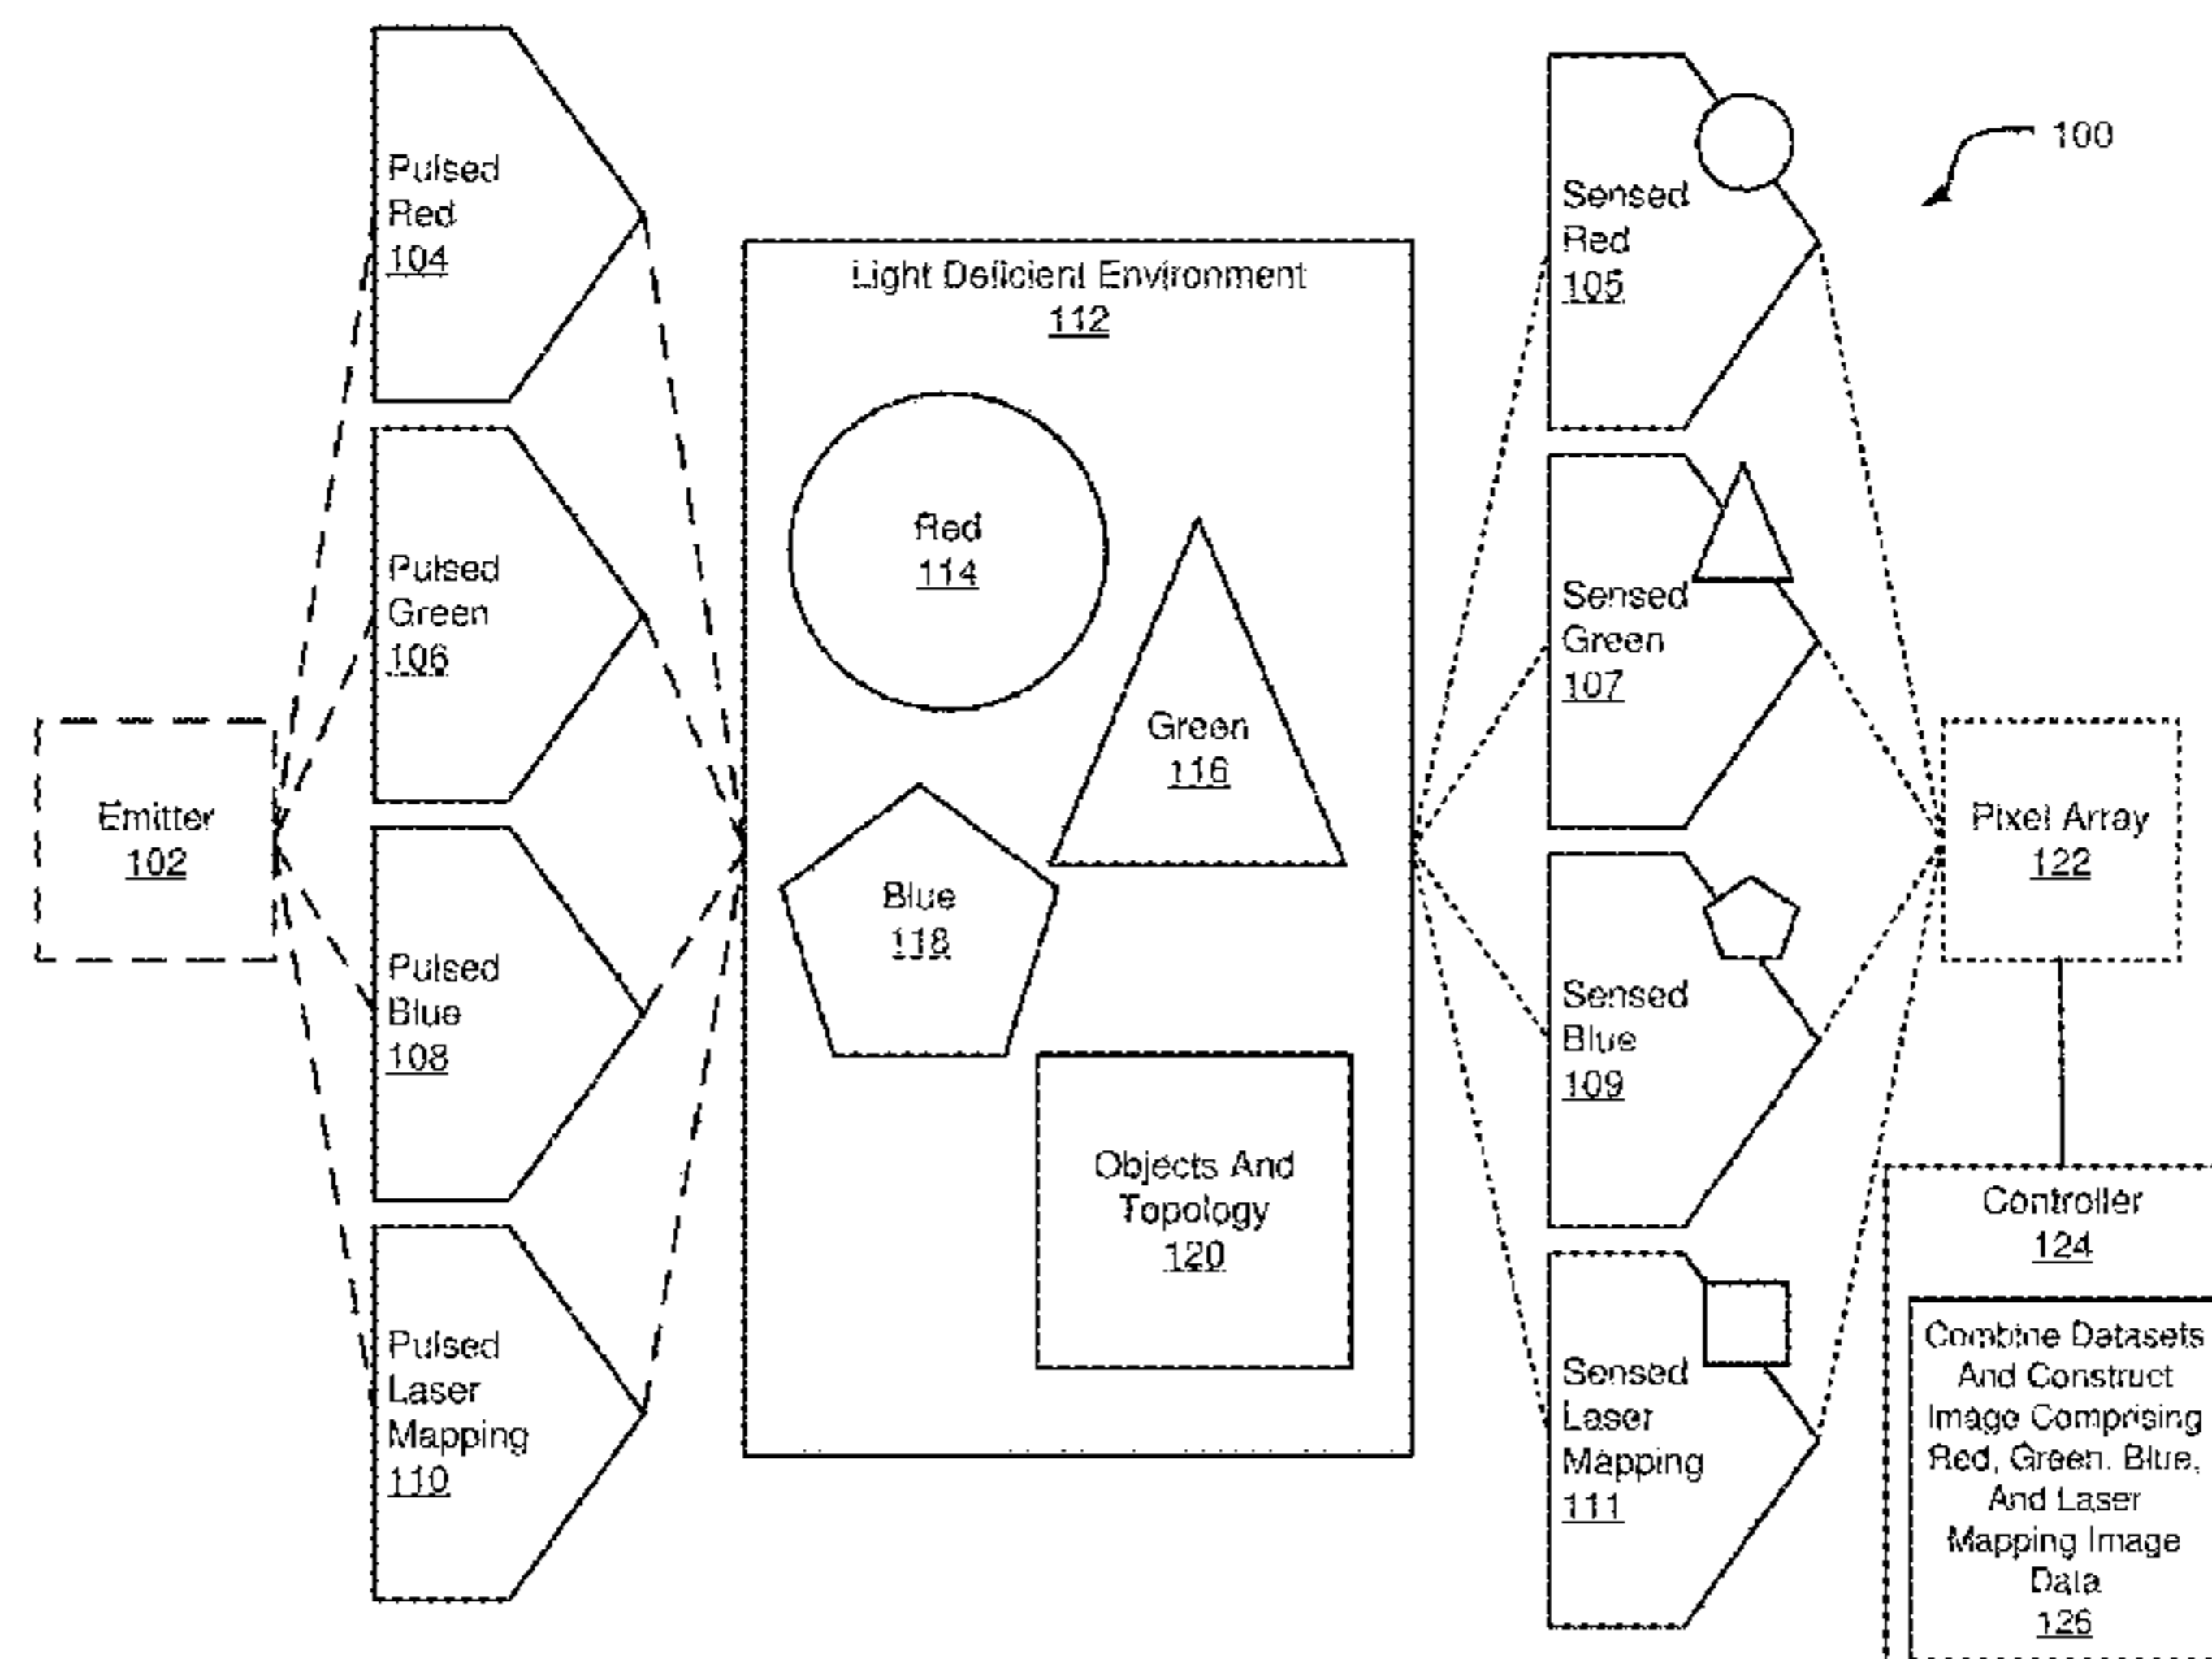 Pulsed
Red
104
Pulsed
Green
106
Emitter
102
Pulsed
Blue
108
Pulsed
Laser
Mapping
110
Light Deficient Environment
112
Red
114
Green
116
Blue
118
Objects And
Topology
120
Sensed
Red
105
Sensed
Green
107
Sensed
Blue
109
Sensed
Laser
Mapping
111
100
Pixel Array
122
Controller
124
Combine Datasets
And Construct
Image Comprising
Red, Green, Blue,
And Laser
Mapping Image
Data
126